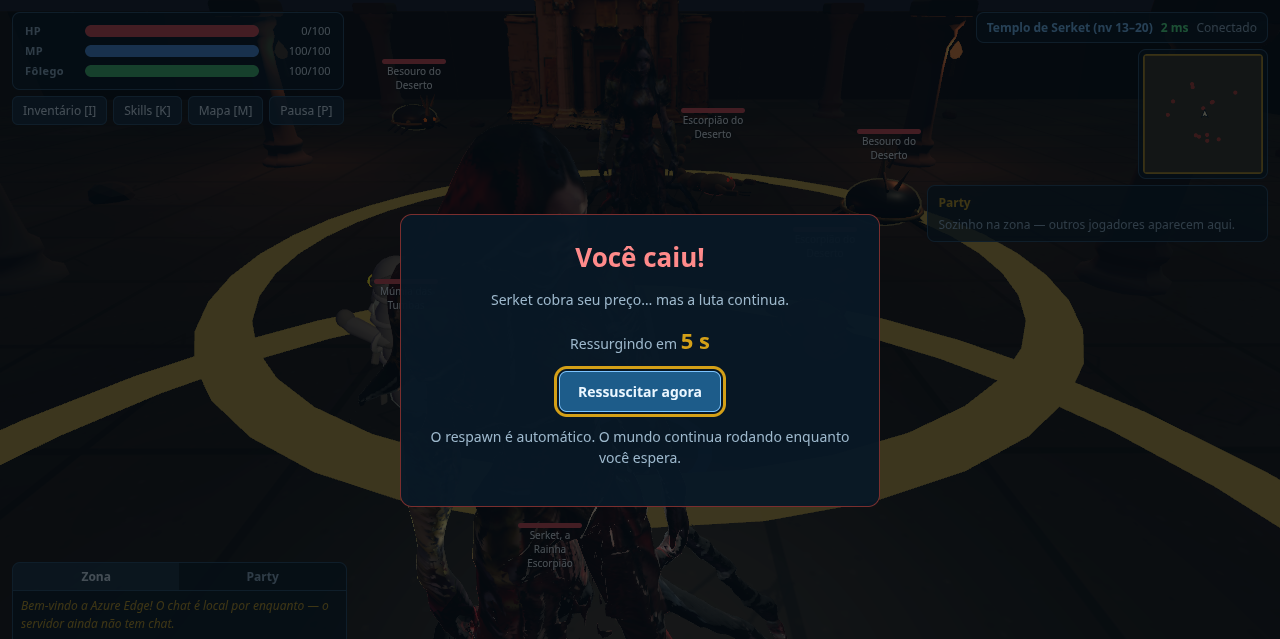 HP 0/100
MP 100/100
Fôlego 100/100
Inventário [I] Skills [K] Mapa [M] Pausa [P]
Templo de Serket (nv 13–20) 2 ms Conectado
Besouro do
Deserto
Escorpião do
Deserto
Besouro do
Deserto
Party
Sozinho na zona — outros jogadores aparecem aqui.
Você caiu!
Serket cobra seu preço... mas a luta continua.
Ressurgindo em 5 s
Ressuscitar agora
O respawn é automático. O mundo continua rodando enquanto
você espera.
Serket, a
Rainha
Escorpião
Zona Party
Bem-vindo a Azure Edge! O chat é local por enquanto — o
servidor ainda não tem chat.